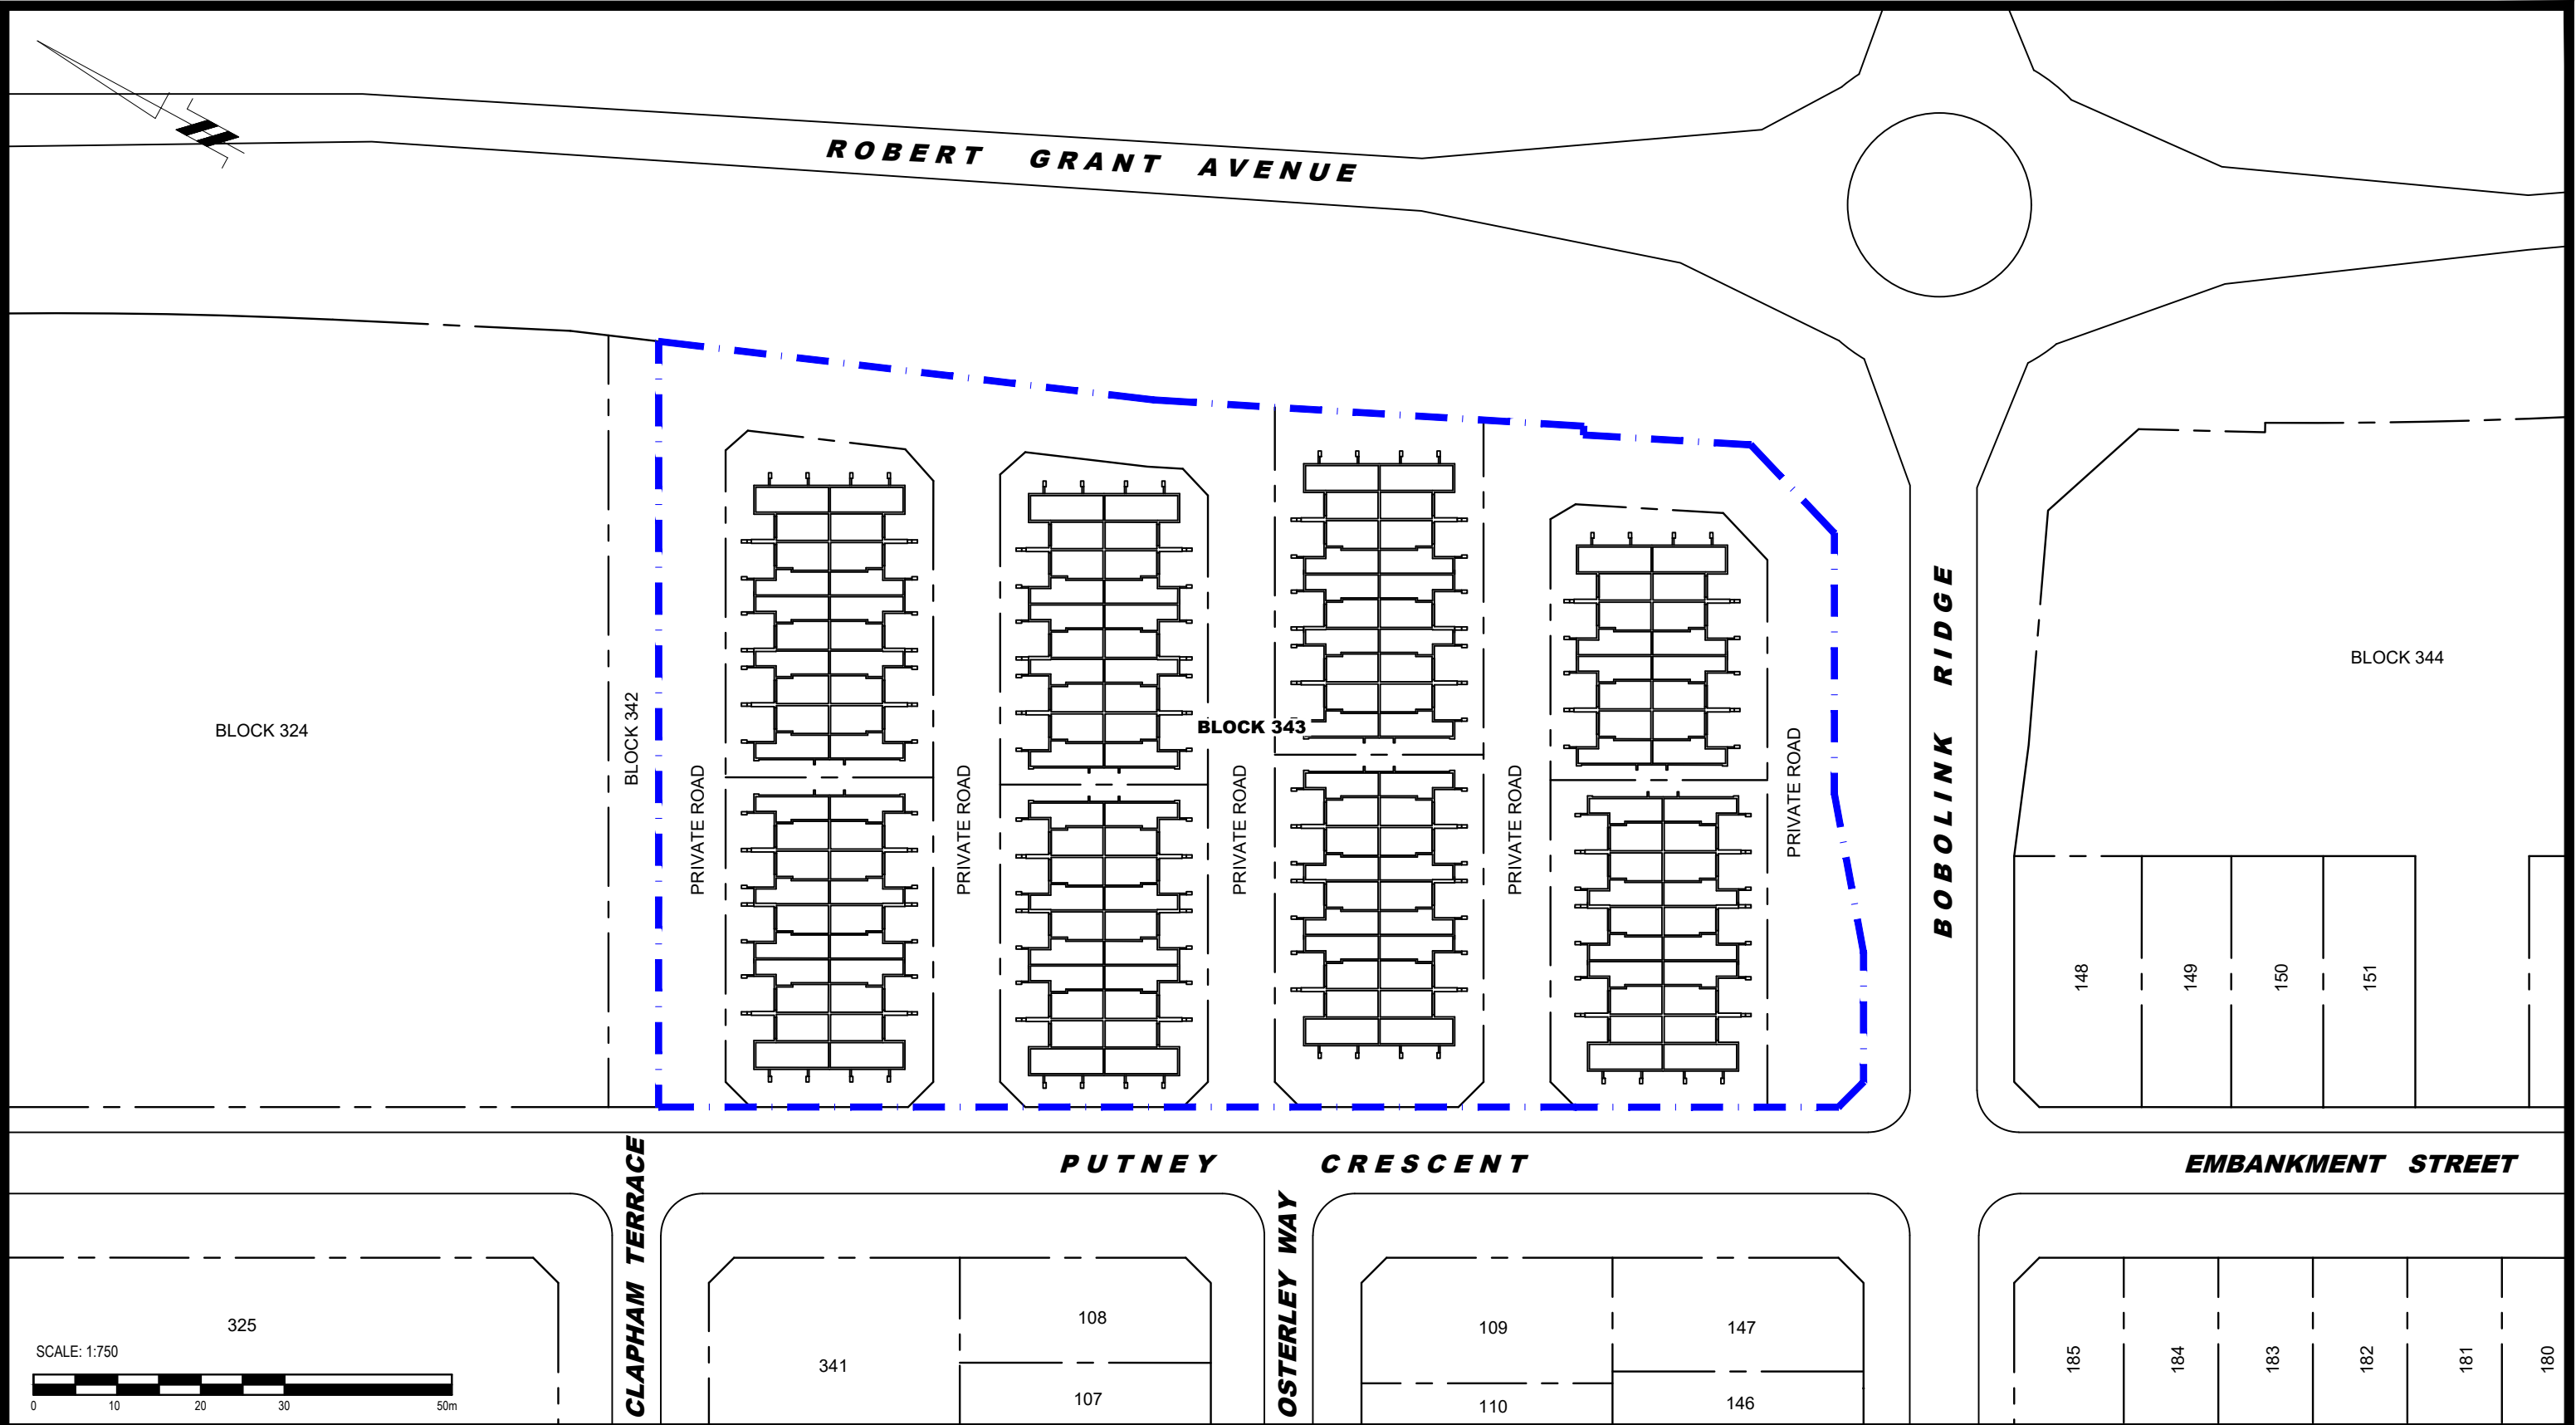 ROBERT GRANT AVENUE
BLOCK 324
BLOCK 342
PRIVATE ROAD
PRIVATE ROAD
BLOCK 343
PRIVATE ROAD
PRIVATE ROAD
PRIVATE ROAD
BOBOLINK RIDGE
BLOCK 344
148
149
150
151
PUTNEY CRESCENT
EMBANKMENT STREET
CLAPHAM TERRACE
OSTERLEY WAY
325
341
108
107
109
110
147
146
185
184
183
182
181
180
SCALE: 1:750
0 10 20 30 50m